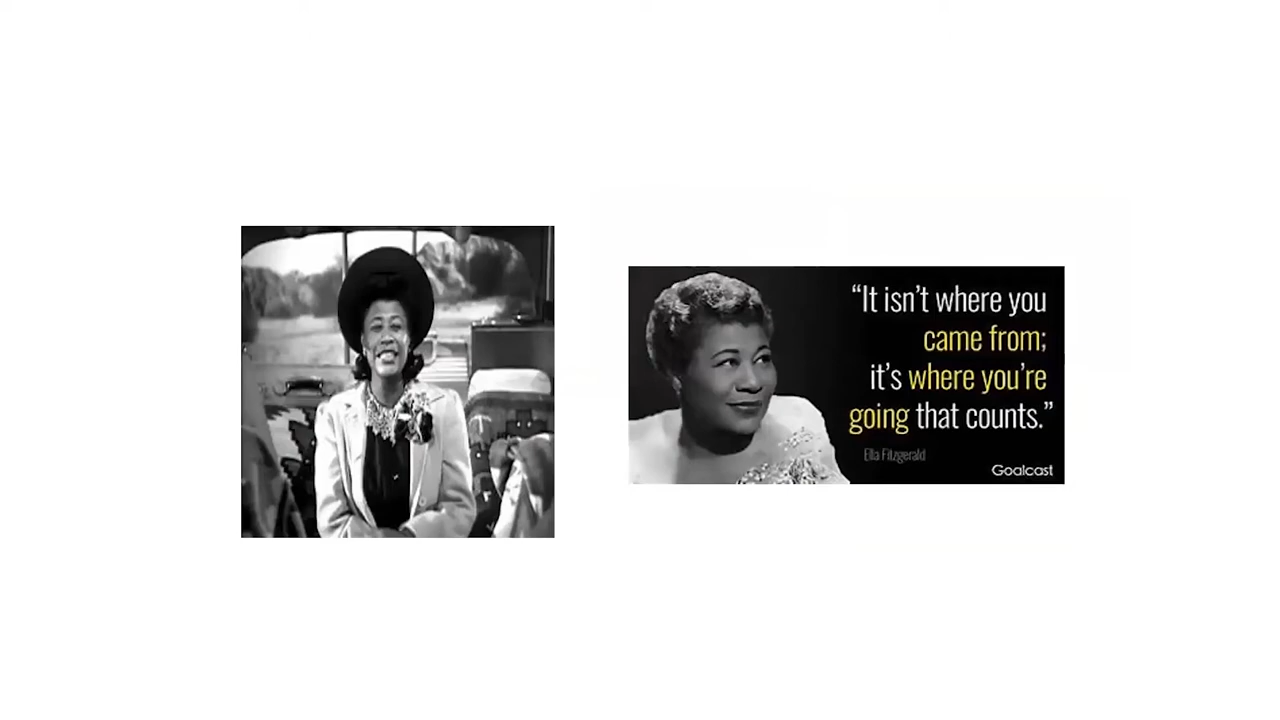 “It isn’t where you
came from;
it’s where you’re
going that counts.”
Ella Fitzgerald
Goalcast